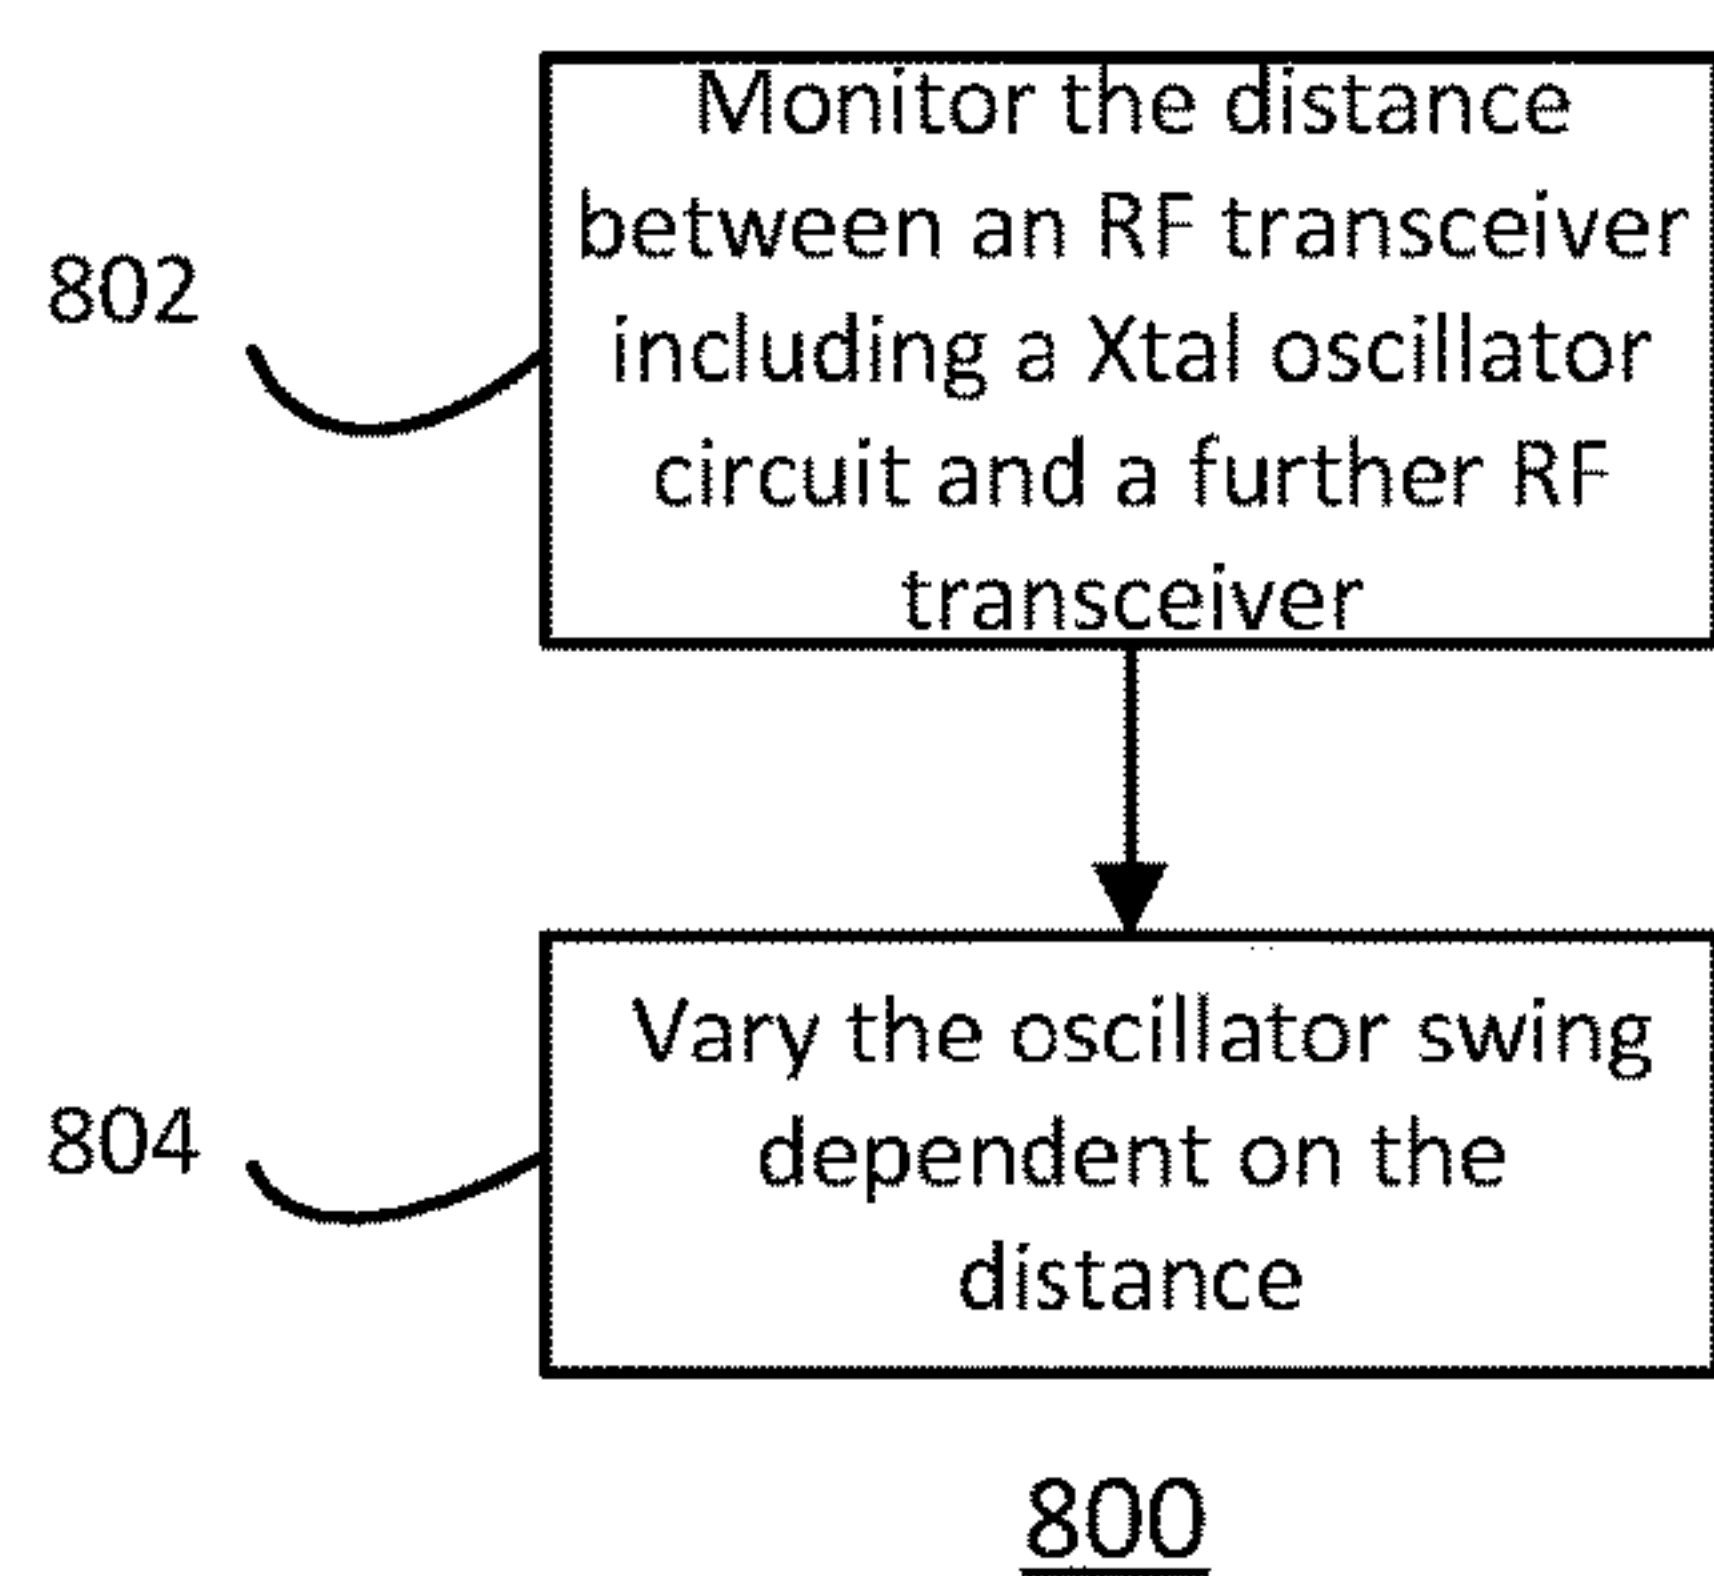 Monitor the distance
between an RF transceiver
802
including a Xtal oscillator
circuit and a further RF
transceiver
Vary the oscillator swing
804
dependent on the
distance
800